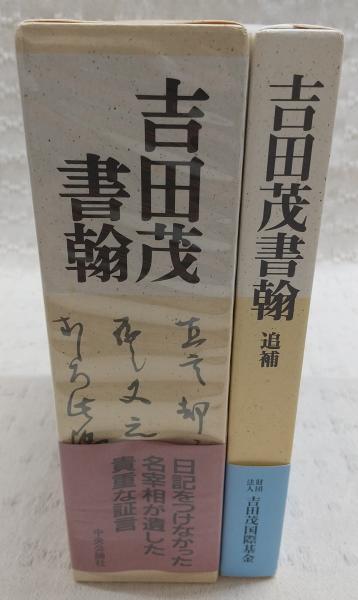 吉田茂
書翰
日記をつけなかった
名宰相が遺した
貴重な証言
中央公論社
吉田茂書翰
追補
財団
法人
吉田茂国際基金